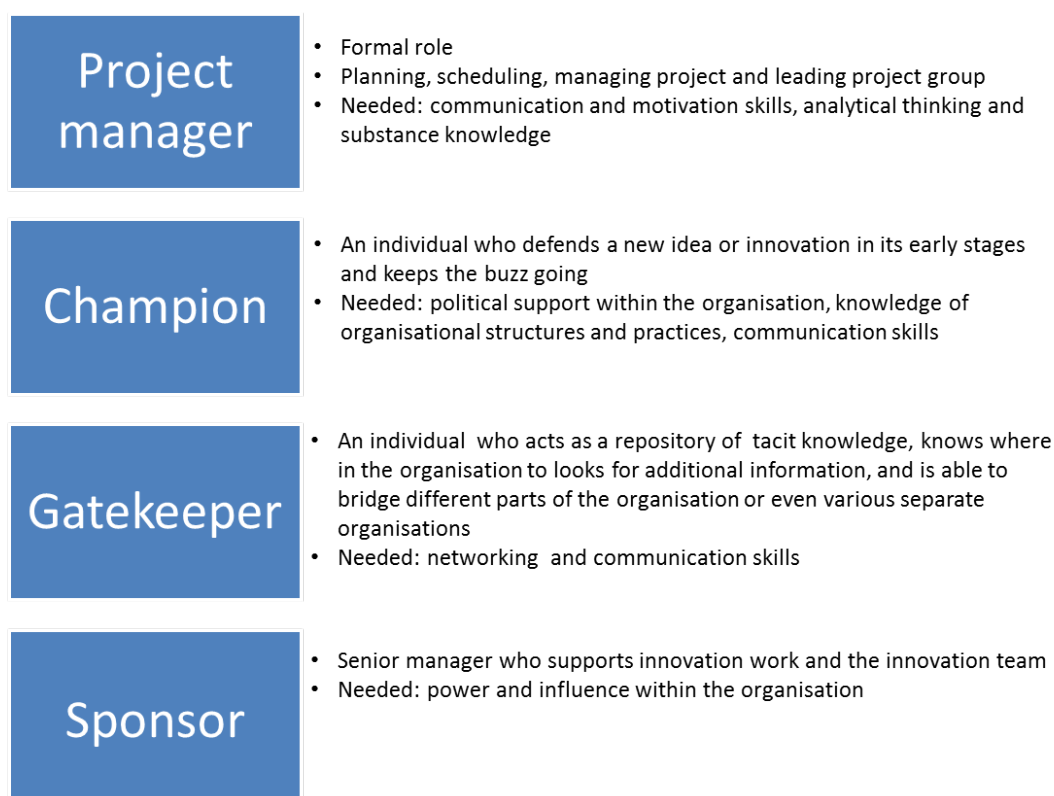 Project
manager
• Formal role
• Planning, scheduling, managing project and leading project group
• Needed: communication and motivation skills, analytical thinking and
substance knowledge
Champion
• An individual who defends a new idea or innovation in its early stages
and keeps the buzz going
• Needed: political support within the organisation, knowledge of
organisational structures and practices, communication skills
Gatekeeper
• An individual who acts as a repository of tacit knowledge, knows where
in the organisation to looks for additional information, and is able to
bridge different parts of the organisation or even various separate
organisations
• Needed: networking and communication skills
Sponsor
• Senior manager who supports innovation work and the innovation team
• Needed: power and influence within the organisation